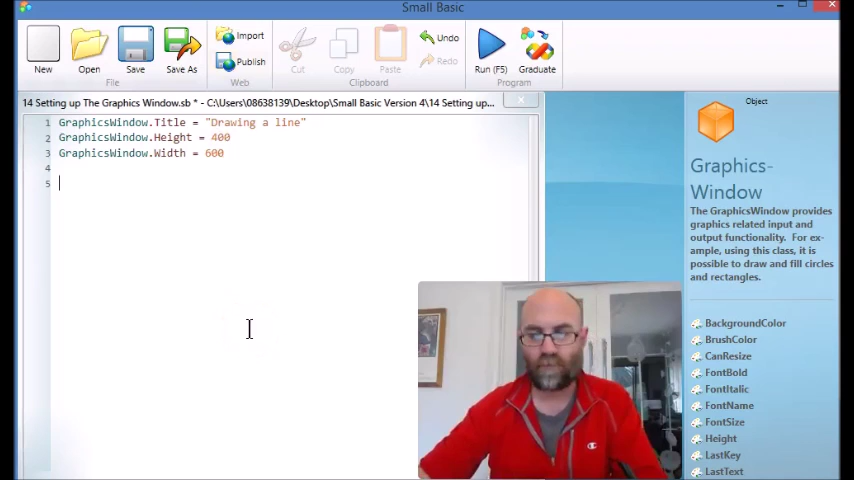 Small Basic
New
Open
Save
Save As
Import
Publish
Cut
Copy
Paste
Undo
Redo
Run (F5)
Graduate
File
Web
Clipboard
Program
14 Setting up The Graphics Window.sb * - C:\Users\08638139\Desktop\Small Basic Version 4\14 Setting up...
1 GraphicsWindow.Title = "Drawing a line"
2 GraphicsWindow.Height = 400
3 GraphicsWindow.Width = 600
4
5
Object
Graphics-
Window
The GraphicsWindow provides
graphics related input and
output functionality. For ex-
ample, using this class, it is
possible to draw and fill circles
and rectangles.
BackgroundColor
BrushColor
CanResize
FontBold
FontItalic
FontName
FontSize
Height
LastKey
LastText